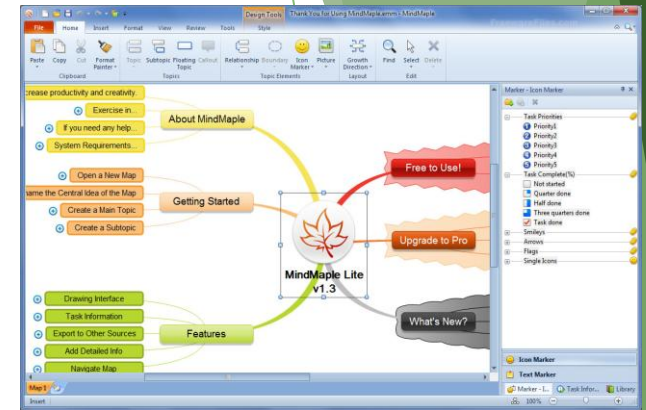 Design Tools
Thank You for Using MindMaple.emm - MindMaple
File Home Insert Format View Review Tools Style
Paste Copy Cut Format Painter
Topic Subtopic Floating Topic Callout
Relationship Boundary Icon Marker Picture
Growth Direction
Find Select Delete
Clipboard Topics Topic Elements Layout Edit
crease productivity and creativity.
Exercise in...
If you need any help...
System Requirements...
About MindMaple
Open a New Map
name the Central Idea of the Map
Create a Main Topic
Create a Subtopic
Getting Started
Drawing Interface
Task Information
Export to Other Sources
Add Detailed Info
Navigate Map
Features
MindMaple Lite
v1.3
Free to Use!
Upgrade to Pro
What's New?
Marker - Icon Marker
Task Priorities
Priority1
Priority2
Priority3
Priority4
Priority5
Task Complete(%)
Not started
Quarter done
Half done
Three quarters done
Task done
Smileys
Arrows
Flags
Single Icons
Icon Marker
Text Marker
Marker - I... Task Infor... Library
Map1
Insert
100%